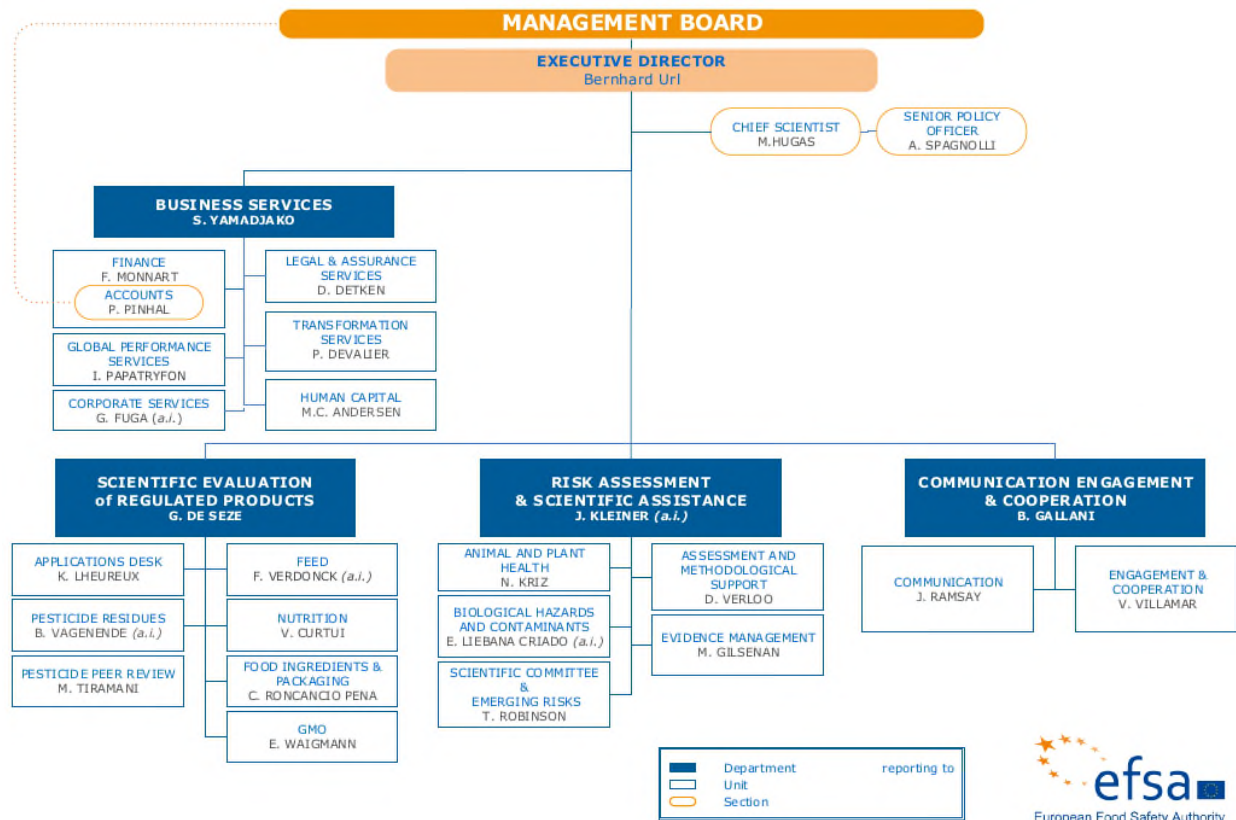 MANAGEMENT BOARD
EXECUTIVE DIRECTOR
Bernhard Url
CHIEF SCIENTIST
M.HUGAS
SENIOR POLICY
OFFICER
A. SPAGNOLLI
BUSINESS SERVICES
S. YAMADJAKO
FINANCE
F. MONNART
ACCOUNTS
P. PINHAL
LEGAL & ASSURANCE
SERVICES
D. DETKEN
GLOBAL PERFORMANCE
SERVICES
I. PAPATRYFON
TRANSFORMATION
SERVICES
P. DEVALIER
CORPORATE SERVICES
G. FUGA (a.i.)
HUMAN CAPITAL
M.C. ANDERSEN
SCIENTIFIC EVALUATION
of REGULATED PRODUCTS
G. DE SEZE
APPLICATIONS DESK
K. LHEUREUX
FEED
F. VERDONCK (a.i.)
PESTICIDE RESIDUES
B. VAGENENDE (a.i.)
NUTRITION
V. CURTUI
PESTICIDE PEER REVIEW
M. TIRAMANI
FOOD INGREDIENTS &
PACKAGING
C. RONCANCIO PENA
GMO
E. WAIGMANN
RISK ASSESSMENT
& SCIENTIFIC ASSISTANCE
J. KLEINER (a.i.)
ANIMAL AND PLANT
HEALTH
N. KRIZ
ASSESSMENT AND
METHODOLOGICAL
SUPPORT
D. VERLOO
BIOLOGICAL HAZARDS
AND CONTAMINANTS
E. LIEBANA CRIADO (a.i.)
EVIDENCE MANAGEMENT
M. GILSENAN
SCIENTIFIC COMMITTEE
&
EMERGING RISKS
T. ROBINSON
COMMUNICATION ENGAGEMENT
& COOPERATION
B. GALLANI
COMMUNICATION
J. RAMSAY
ENGAGEMENT &
COOPERATION
V. VILLAMAR
Department reporting to
Unit
Section
efsa
European Food Safety Authority